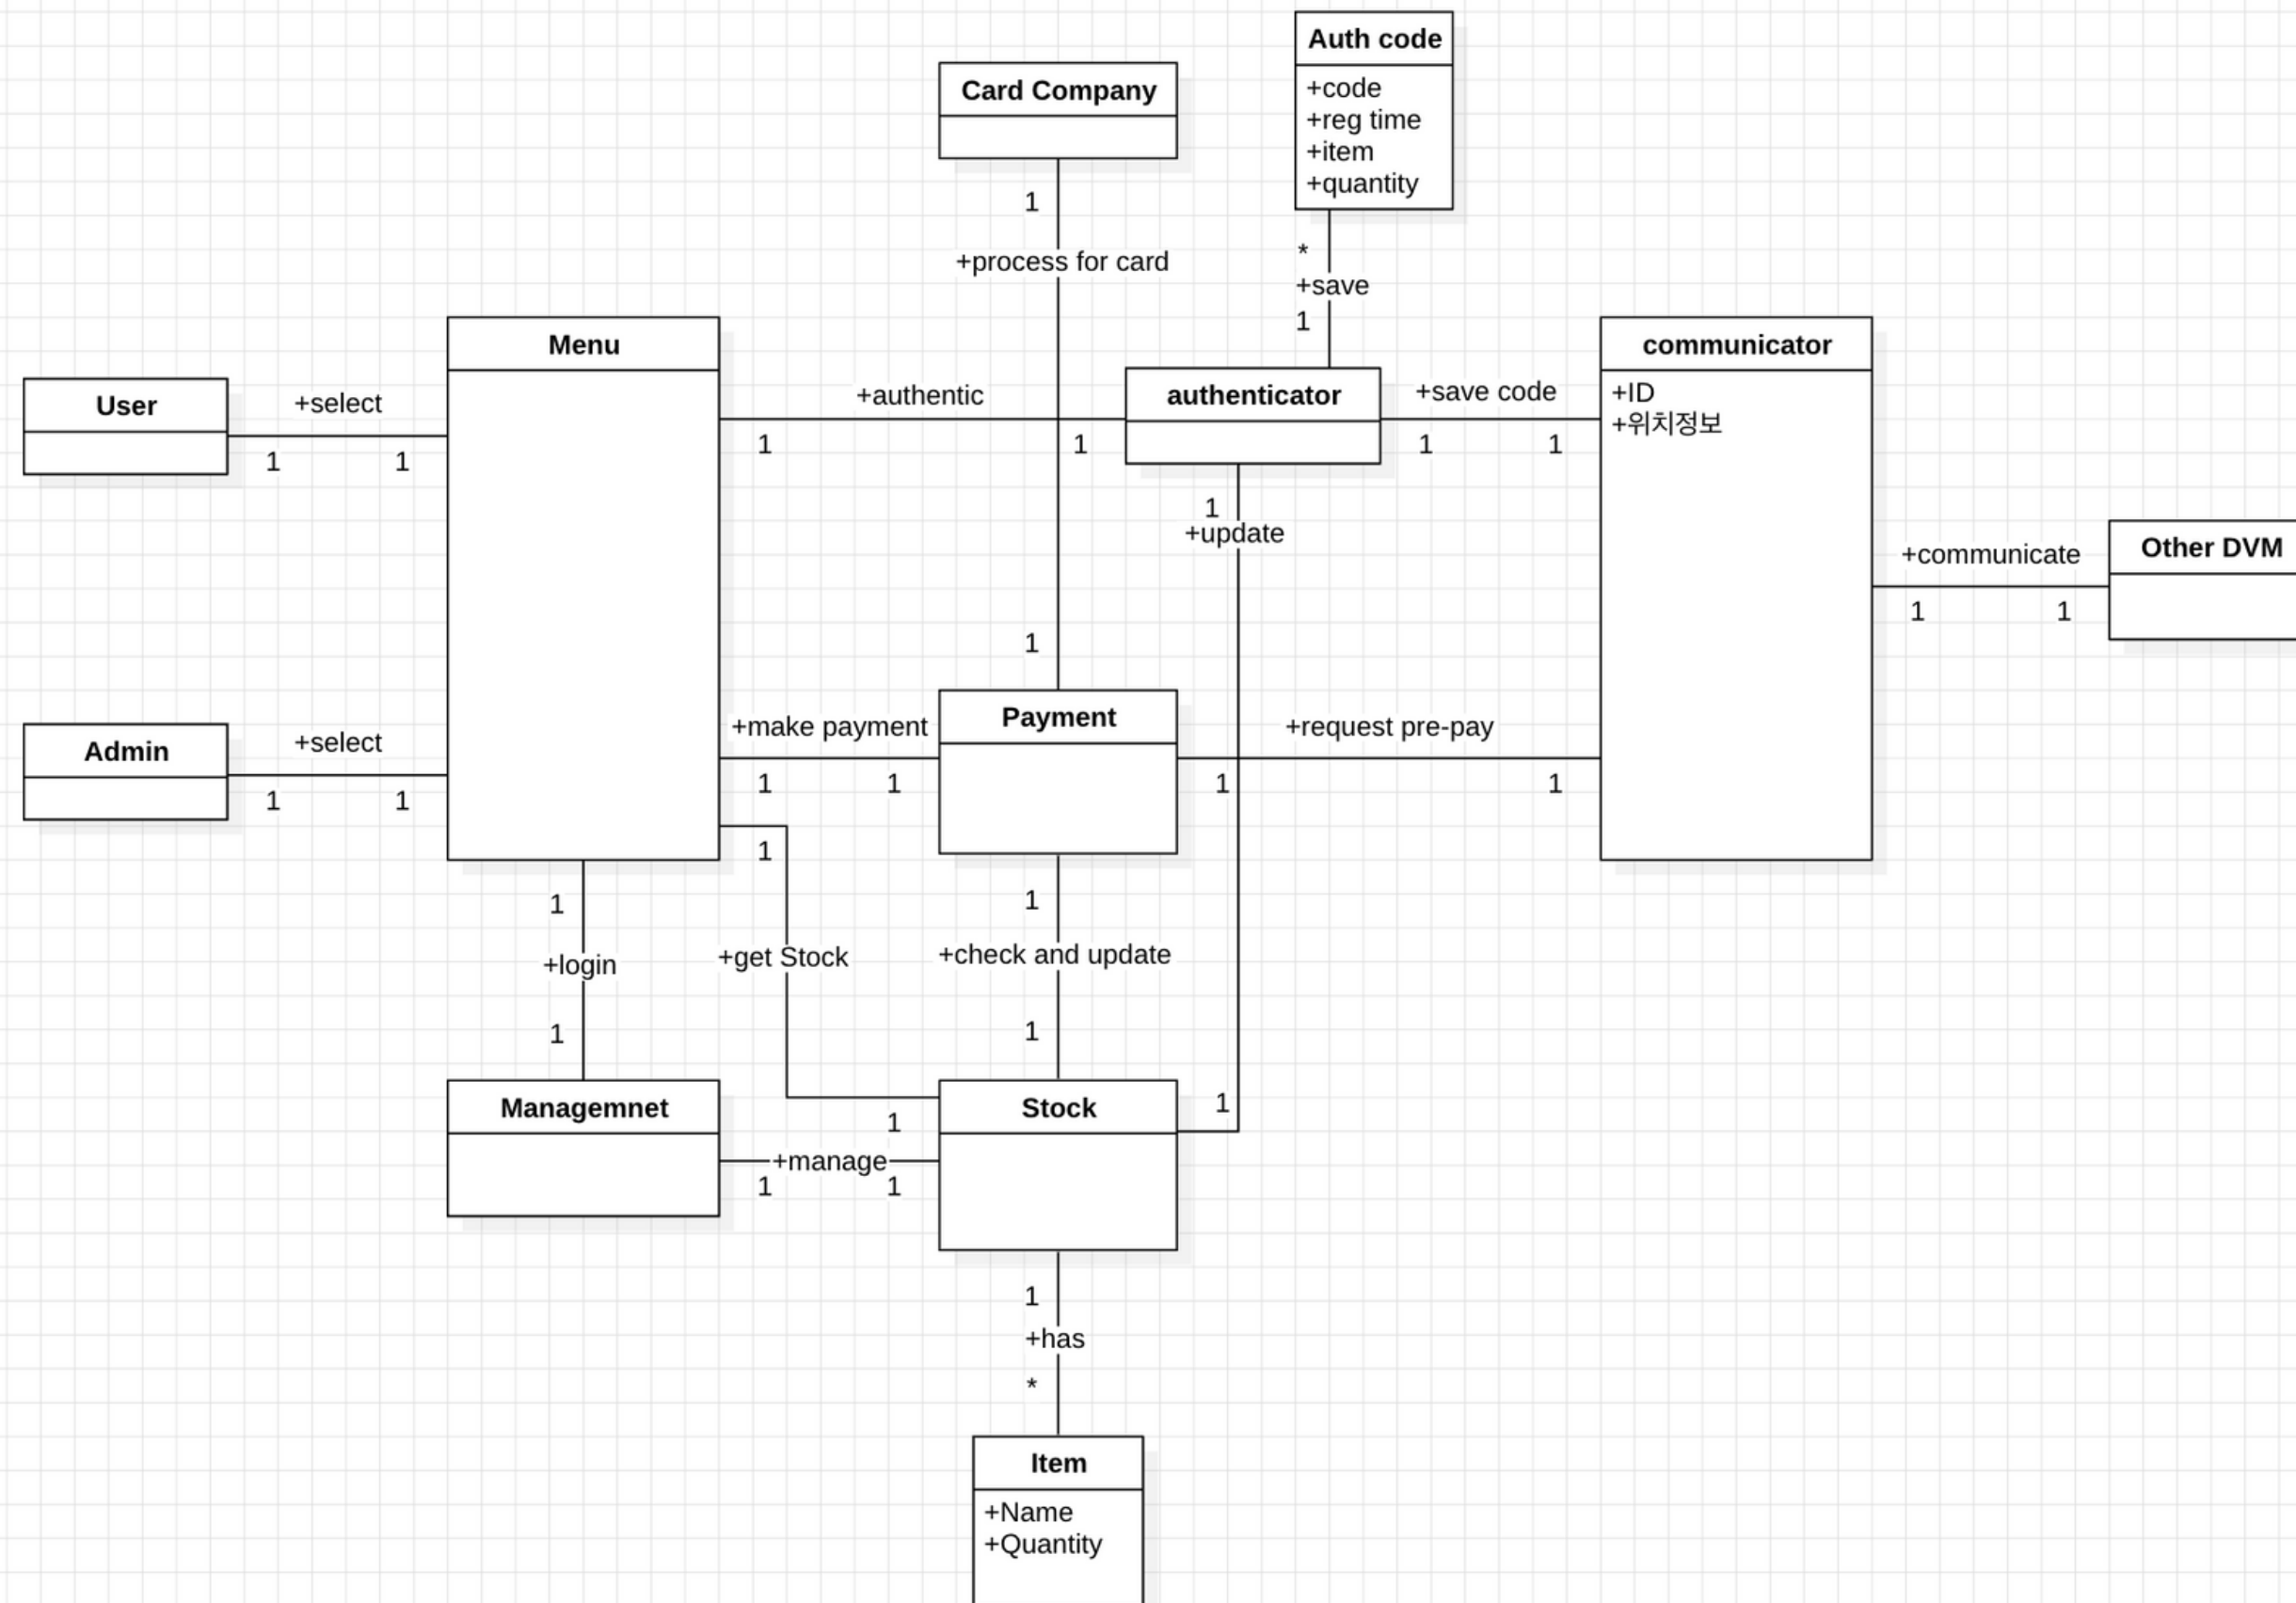 Auth code
+code
+reg time
+item
+quantity
Card Company
1
+process for card
*
+save
1
Menu
communicator
+ID
+위치정보
User
+select
1
1
+authentic
1
1
authenticator
+save code
1
1
1
+update
Other DVM
+communicate
1
1
1
Admin
+select
1
1
+make payment
1
1
Payment
+request pre-pay
1
1
1
1
+login
1
+get Stock
1
+check and update
1
1
Managemnet
Stock
1
+manage
1
1
1
+has
*
Item
+Name
+Quantity